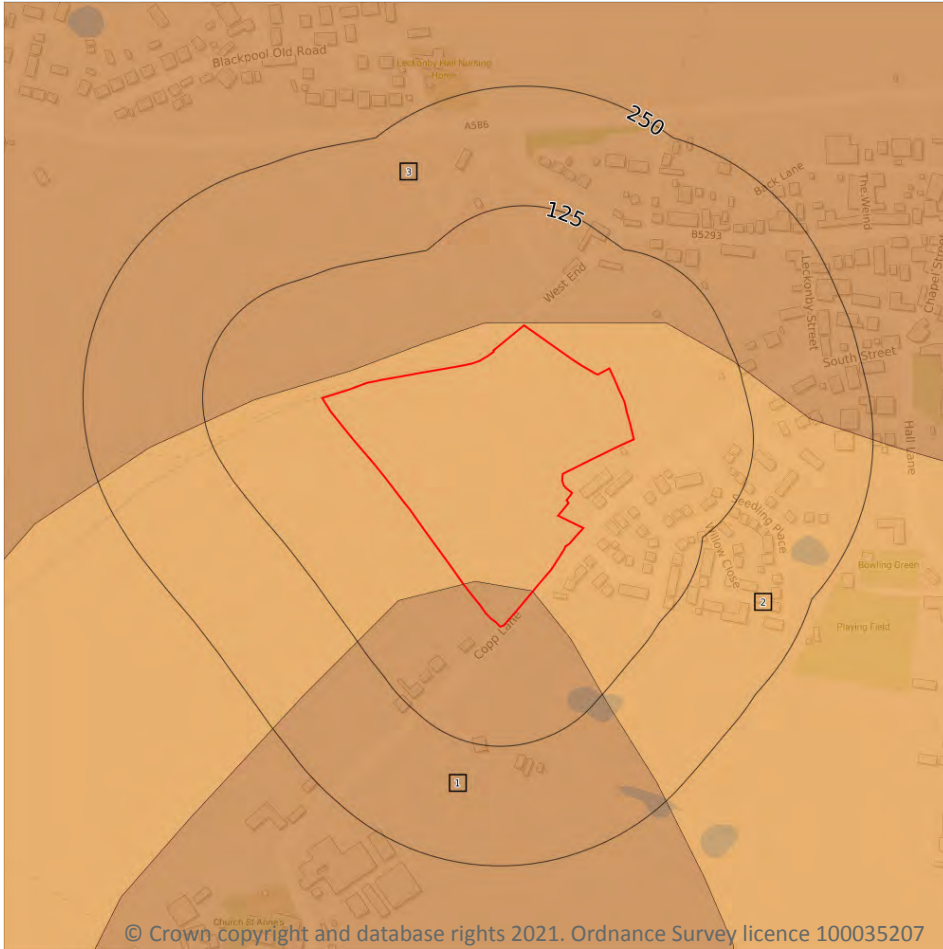 Blackpool Old Road
Leckonby Hall Nursing
Home
250
A586
3
Back Lane
The Weind
125
B5293
West End
Leckonby Street
Chapel Street
South Street
Hall Lane
Seedling Place
Willow Close
Bowling Green
2
Playing Field
Copp Lane
1
Church St Anne's
© Crown copyright and database rights 2021. Ordnance Survey licence 100035207